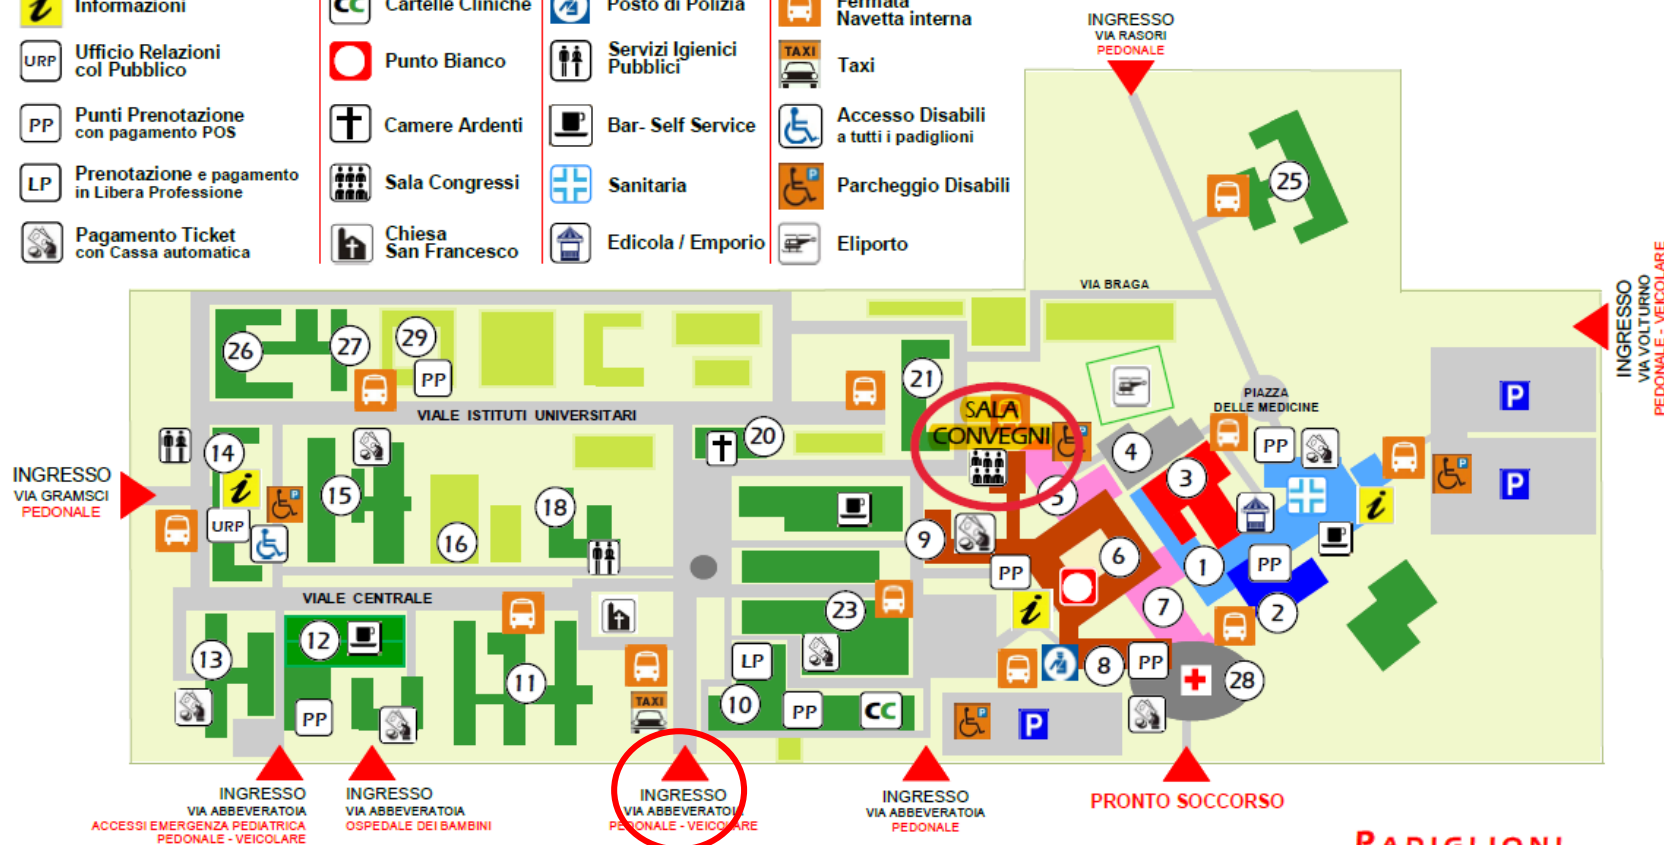 Informazioni
URP
Ufficio Relazioni
col Pubblico
PP
Punti Prenotazione
con pagamento POS
LP
Prenotazione e pagamento
in Libera Professione
Pagamento Ticket
con Cassa automatica
CC
Cartelle Cliniche
Punto Bianco
Camere Ardenti
Sala Congressi
Chiesa
San Francesco
Posto di Polizia
Servizi Igienici
Pubblici
Bar- Self Service
Sanitaria
Edicola / Emporio
Fermata
Navetta interna
TAXI
Taxi
Accesso Disabili
a tutti i padiglioni
P
Parcheggio Disabili
Eliporto
INGRESSO
VIA RASORI
PEDONALE
25
VIA BRAGA
INGRESSO
VIA VOLTURNO
PEDONALE - VEICOLARE
26
27
29
PP
21
VIALE ISTITUTI UNIVERSITARI
SALA
CONVEGNI
P
PIAZZA
DELLE MEDICINE
P
14
20
4
PP
P
INGRESSO
VIA GRAMSCI
PEDONALE
i
P
15
18
16
URP
5
3
i
P
9
6
1
PP
PP
VIALE CENTRALE
i
7
2
12
23
13
11
LP
8
PP
28
10
PP
CC
PP
TAXI
P
P
INGRESSO
VIA ABBEVERATOIA
ACCESSI EMERGENZA PEDIATRICA
PEDONALE - VEICOLARE
INGRESSO
VIA ABBEVERATOIA
OSPEDALE DEI BAMBINI
INGRESSO
VIA ABBEVERATOIA
PEDONALE - VEICOLARE
INGRESSO
VIA ABBEVERATOIA
PEDONALE
PRONTO SOCCORSO
PADIGLIONI